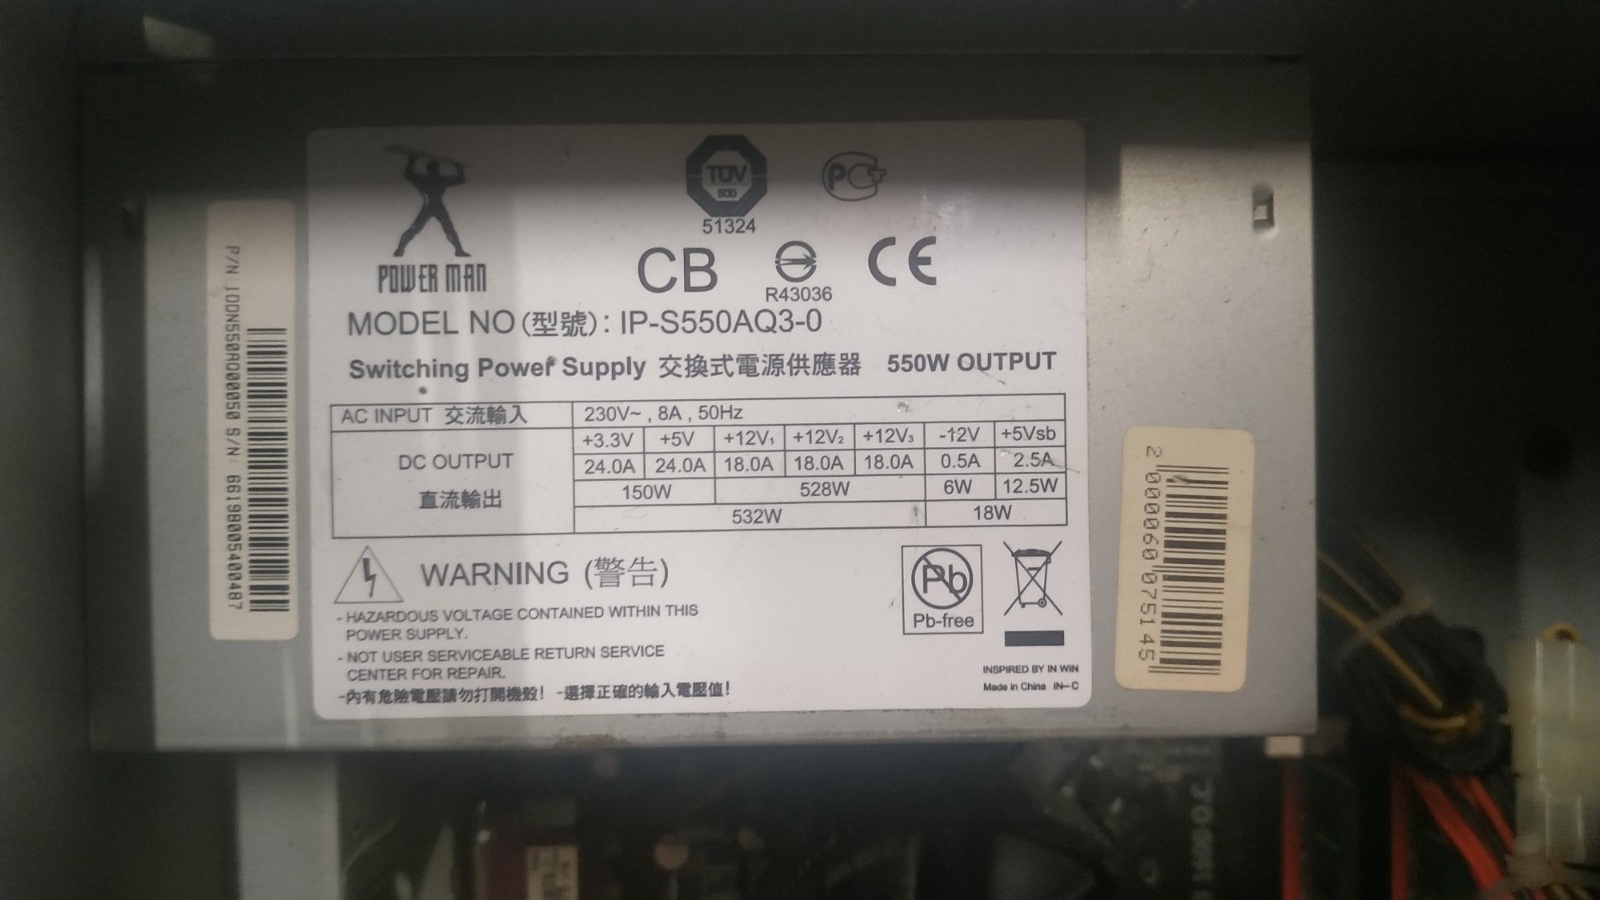 POWER MAN
TÜV
SÜD
51324
PCT
CB
R43036
CE
MODEL NO (型號): IP-S550AQ3-0
Switching Power Supply 交換式電源供應器 550W OUTPUT
AC INPUT 交流輸入 230V~ , 8A , 50Hz
DC OUTPUT 直流輸出
+3.3V +5V +12V₁ +12V₂ +12V₃ -12V +5Vsb
24.0A 24.0A 18.0A 18.0A 18.0A 0.5A 2.5A
150W 528W 6W 12.5W
532W 18W
WARNING (警告)
- HAZARDOUS VOLTAGE CONTAINED WITHIN THIS
POWER SUPPLY.
- NOT USER SERVICEABLE RETURN SERVICE
CENTER FOR REPAIR.
-內有危險電壓請勿打開機殼! -選擇正確的輸入電壓值!
Pb
Pb-free
INSPIRED BY IN WIN
Made in China IN-C
P/N 1DDN550AQ00050 S/N: 6619B005400487
2 000060 075145